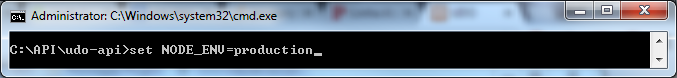 Administrator: C:\Windows\system32\cmd.exe
C:\API\udo-api>set NODE_ENV=production_